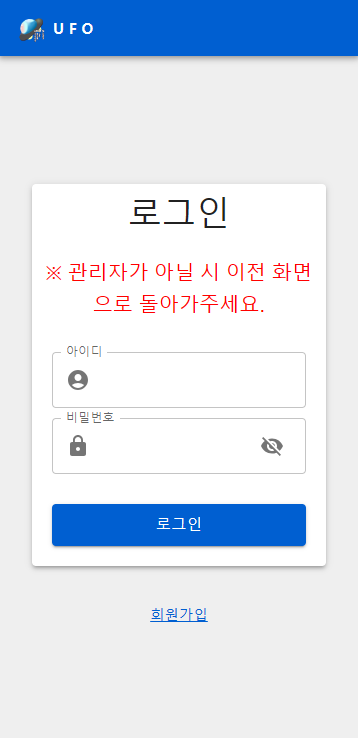 UFO
로그인
※ 관리자가 아닐 시 이전 화면
으로 돌아가주세요.
아이디
비밀번호
로그인
회원가입